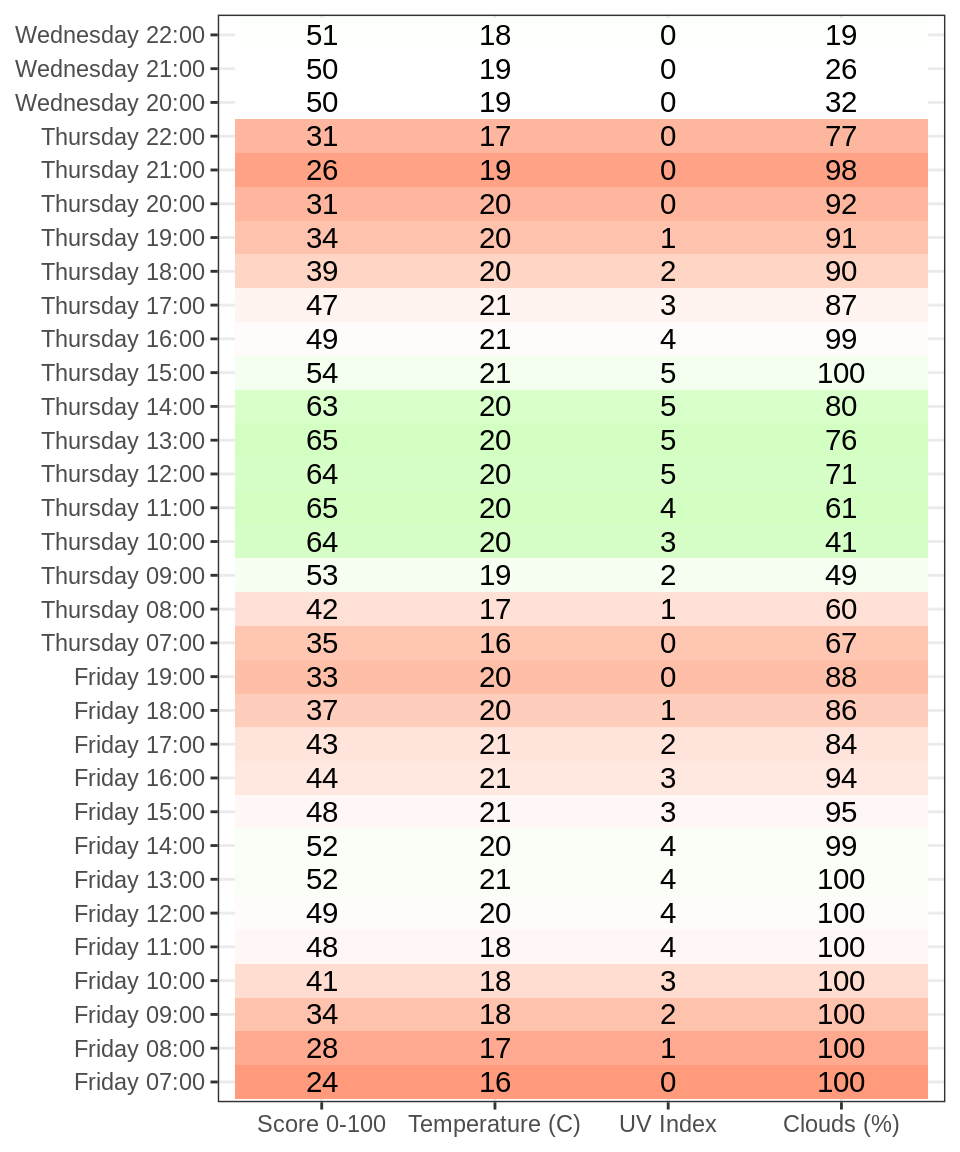 Wednesday 22:00 51 18 0 19
Wednesday 21:00 50 19 0 26
Wednesday 20:00 50 19 0 32
Thursday 22:00 31 17 0 77
Thursday 21:00 26 19 0 98
Thursday 20:00 31 20 0 92
Thursday 19:00 34 20 1 91
Thursday 18:00 39 20 2 90
Thursday 17:00 47 21 3 87
Thursday 16:00 49 21 4 99
Thursday 15:00 54 21 5 100
Thursday 14:00 63 20 5 80
Thursday 13:00 65 20 5 76
Thursday 12:00 64 20 5 71
Thursday 11:00 65 20 4 61
Thursday 10:00 64 20 3 41
Thursday 09:00 53 19 2 49
Thursday 08:00 42 17 1 60
Thursday 07:00 35 16 0 67
Friday 19:00 33 20 0 88
Friday 18:00 37 20 1 86
Friday 17:00 43 21 2 84
Friday 16:00 44 21 3 94
Friday 15:00 48 21 3 95
Friday 14:00 52 20 4 99
Friday 13:00 52 21 4 100
Friday 12:00 49 20 4 100
Friday 11:00 48 18 4 100
Friday 10:00 41 18 3 100
Friday 09:00 34 18 2 100
Friday 08:00 28 17 1 100
Friday 07:00 24 16 0 100
Score 0-100 Temperature (C) UV Index Clouds (%)